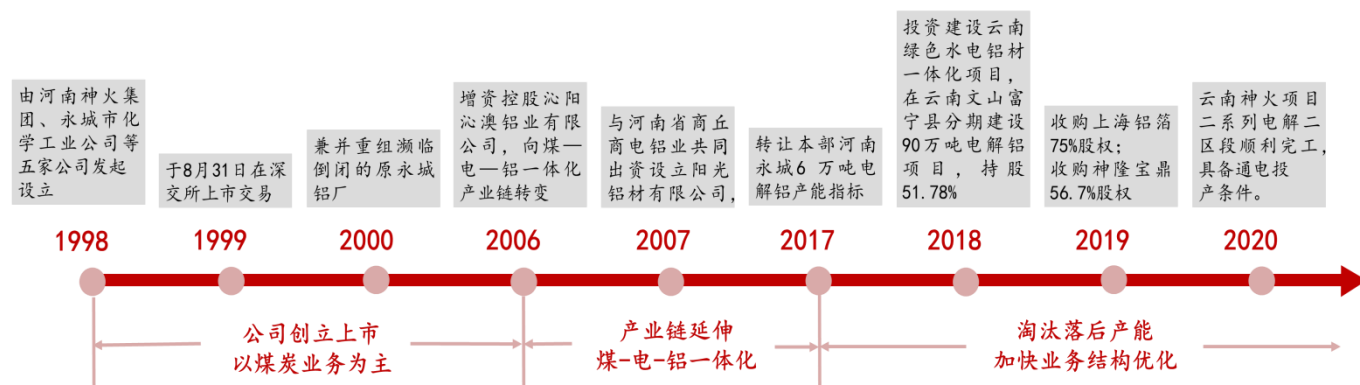 由河南神火集
团、永城市化
学工业公司等
五家公司发起
设立
于8月31日在深
交所上市交易
兼并重组濒临
倒闭的原永城
铝厂
增资控股沁阳
沁澳铝业有限
公司，向煤—
电—铝一体化
产业链转变
与河南省商丘
商电铝业共同
出资设立阳光
铝材有限公司，
转让本部河南
永城6 万吨电
解铝产能指标
投资建设云南
绿色水电铝材
一体化项目，
在云南文山富
宁县分期建设
90万吨电解铝
项目，持股
51.78%
收购上海铝箔
75%股权；
收购神隆宝鼎
56.7%股权
云南神火项目
二系列电解二
区段顺利完工，
具备通电投
产条件。
1998
1999
2000
2006
2007
2017
2018
2019
2020
公司创立上市
以煤炭业务为主
产业链延伸
煤-电-铝一体化
淘汰落后产能
加快业务结构优化